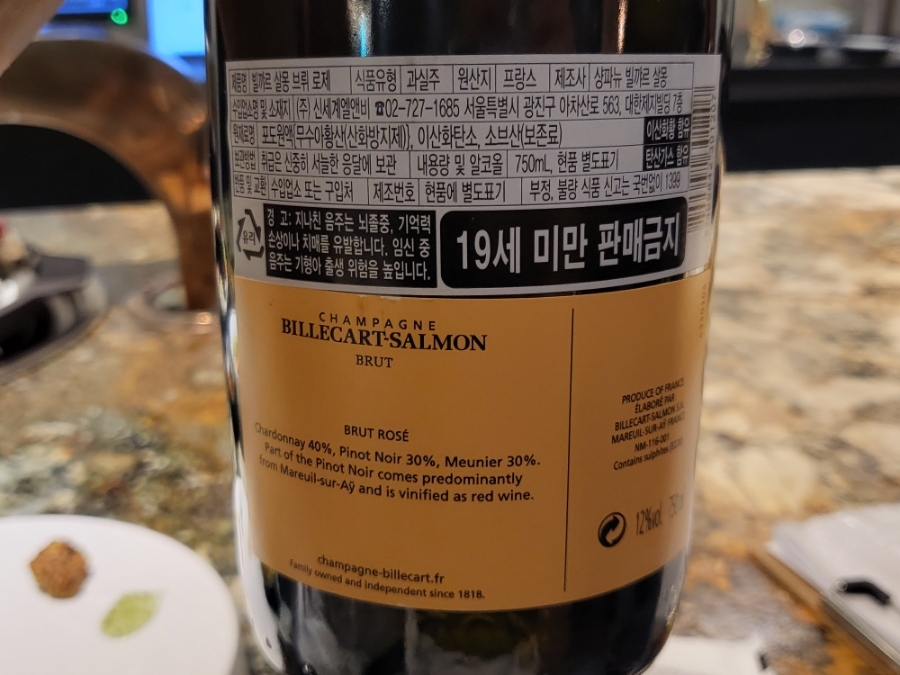 제품명 빌까르 살몽 브뤼 로제 식품유형 과실주 원산지 프랑스 제조사 샹파뉴 빌까르 살몽
수입업소명 및 소재지 (주) 신세계엘앤비 ☎02-727-1685 서울특별시 광진구 아차산로 563, 대한제지빌딩 7층
원재료명 포도원액{무수아황산(산화방지제)}, 이산화탄소, 소브산(보존료) 이산화황 함유
보관방법 취급은 신중히 서늘한 응달에 보관 내용량 및 알코올 750mL, 현품 별도표기 탄산가스 함유
반품 및 교환 수입업소 또는 구입처 제조번호 현품에 별도표기 부정, 불량 식품 신고는 국번없이 1399
유리
경 고: 지나친 음주는 뇌졸중, 기억력
손상이나 치매를 유발합니다. 임신 중
음주는 기형아 출생 위험을 높입니다.
19세 미만 판매금지
CHAMPAGNE
BILLECART-SALMON
BRUT
BRUT ROSÉ
Chardonnay 40%, Pinot Noir 30%, Meunier 30%.
Part of the Pinot Noir comes predominantly
from Mareuil-sur-Aÿ and is vinified as red wine.
champagne-billecart.fr
Family owned and independent since 1818.
PRODUCE OF FRANCE
ÉLABORÉ PAR
BILLECART-SALMON S.A.
MAREUIL-SUR-AŸ FRANCE
NM-116-001
Contains sulphites
12%vol.